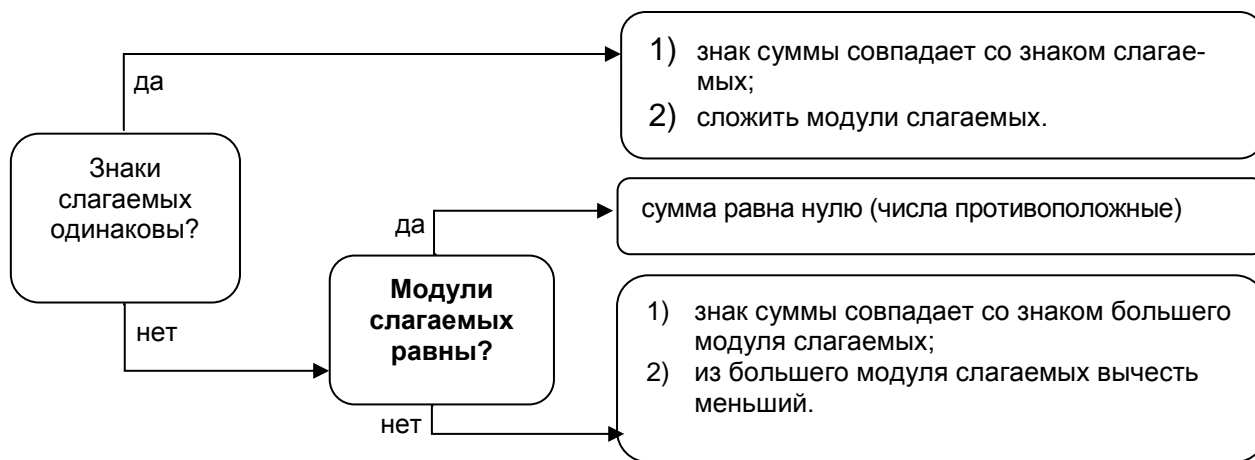 да
1) знак суммы совпадает со знаком слагае-
мых;
2) сложить модули слагаемых.
Знаки
слагаемых
одинаковы?
да
сумма равна нулю (числа противоположные)
нет
Модули
слагаемых
равны?
1) знак суммы совпадает со знаком большего
модуля слагаемых;
2) из большего модуля слагаемых вычесть
меньший.
нет